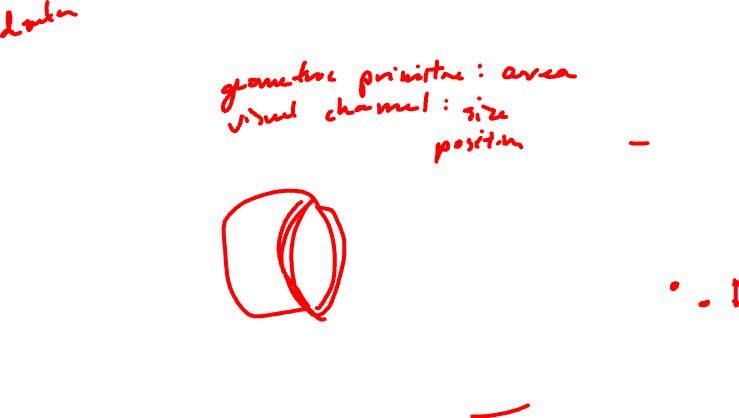 geometric primitive : area
visual channel : size
position